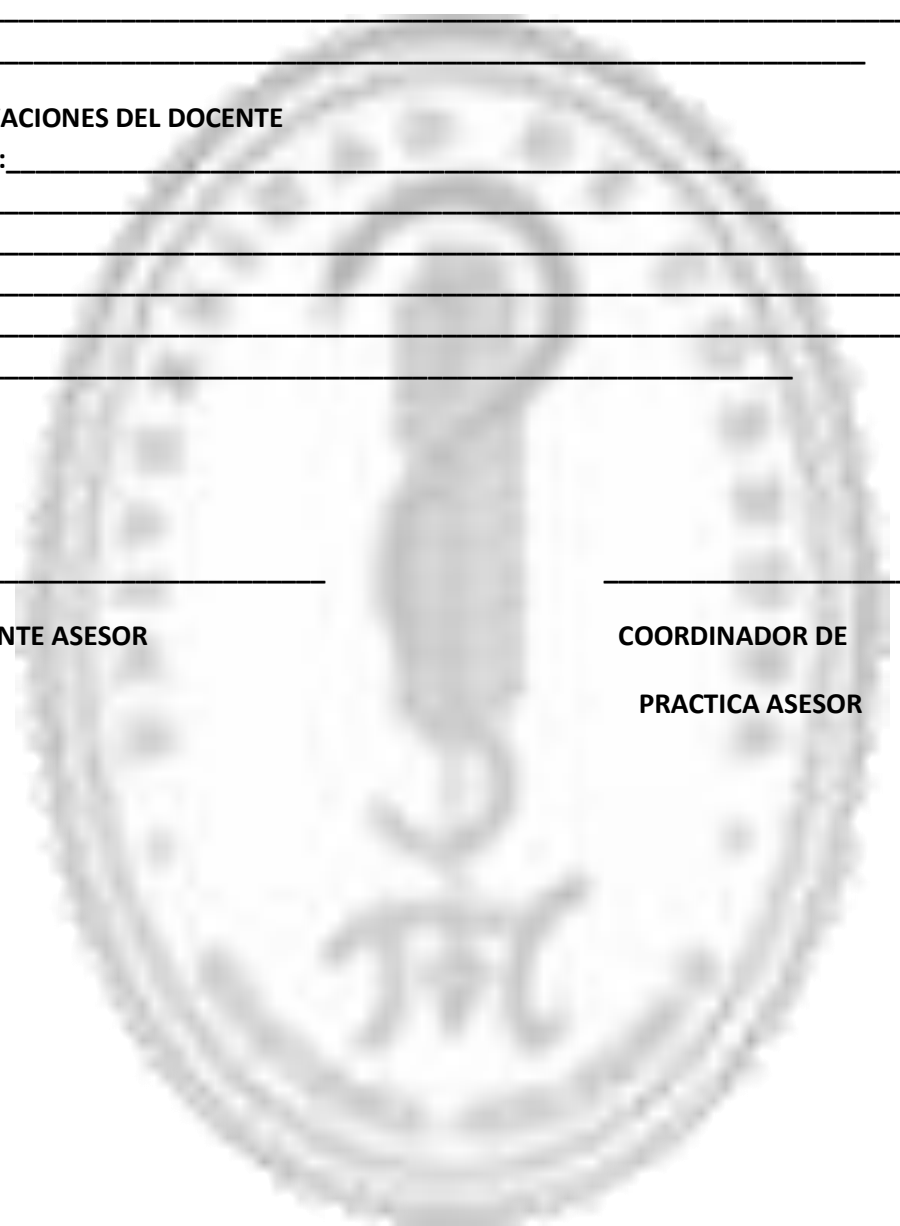 ACIONES DEL DOCENTE
:
NTE ASESOR COORDINADOR DE
PRACTICA ASESOR